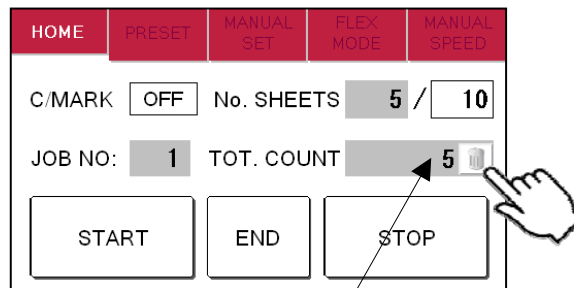 HOME PRESET MANUAL SET FLEX MODE MANUAL SPEED
C/MARK OFF No. SHEETS 5 / 10
JOB NO: 1 TOT. COUNT 5
START END STOP